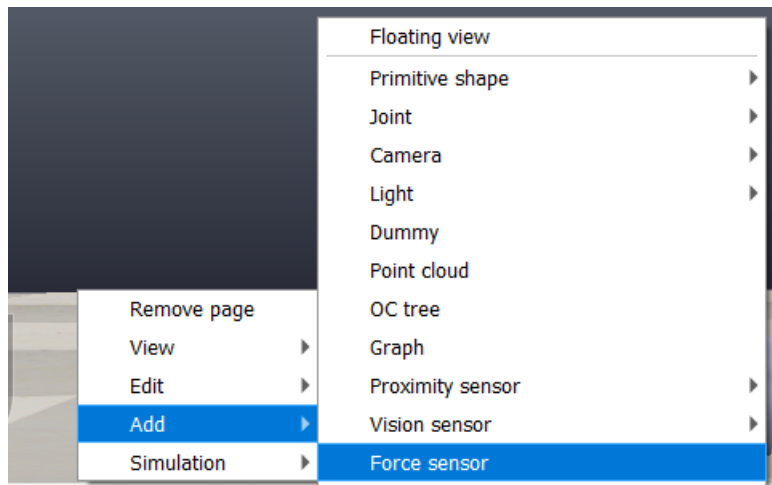 Floating view
Primitive shape
Joint
Camera
Light
Dummy
Point cloud
OC tree
Graph
Proximity sensor
Vision sensor
Force sensor
Remove page
View
Edit
Add
Simulation